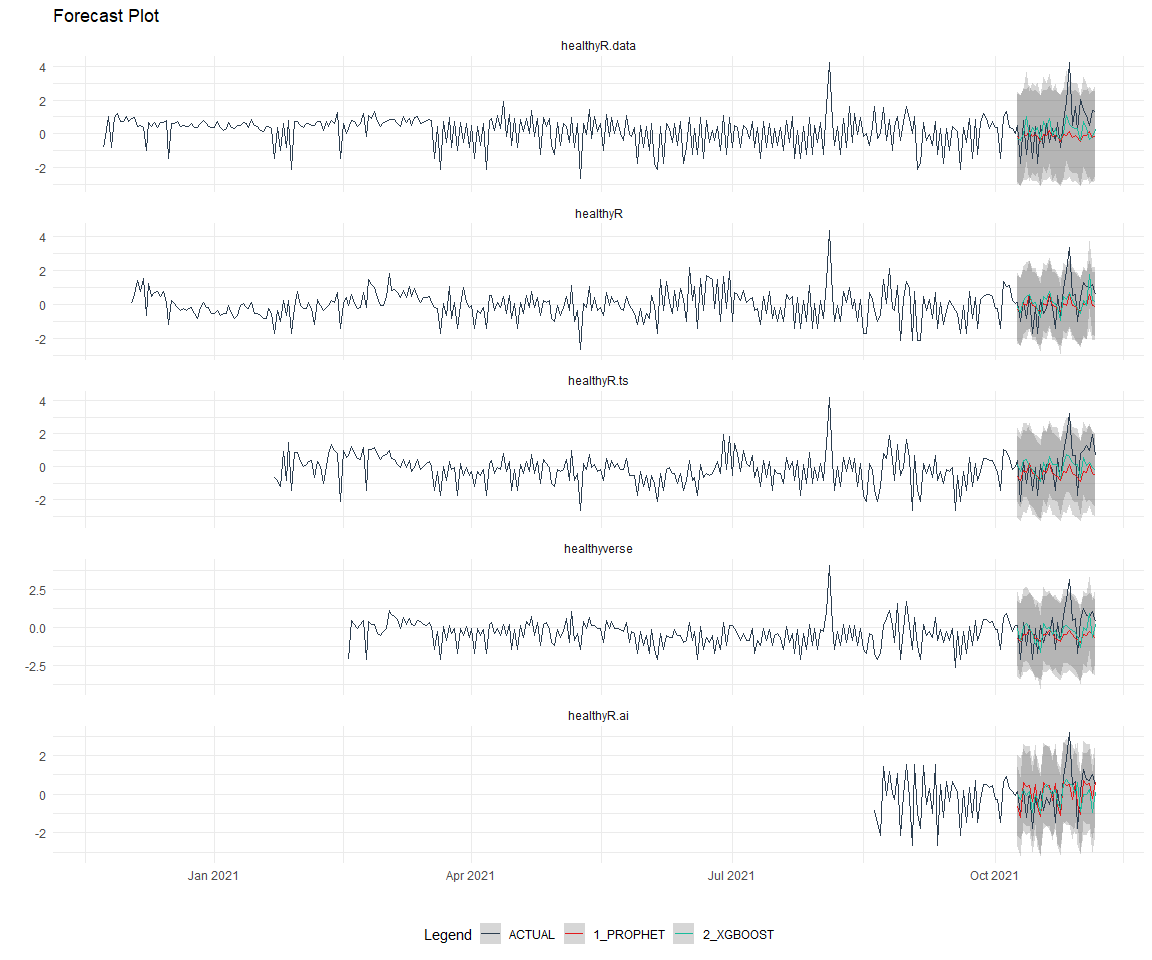 Forecast Plot
healthyR.data
4
2
0
-2
healthyR
4
2
0
-2
healthyR.ts
4
2
0
-2
healthyverse
2.5
0.0
-2.5
healthyR.ai
2
0
-2
Jan 2021 Apr 2021 Jul 2021 Oct 2021
Legend ACTUAL 1_PROPHET 2_XGBOOST